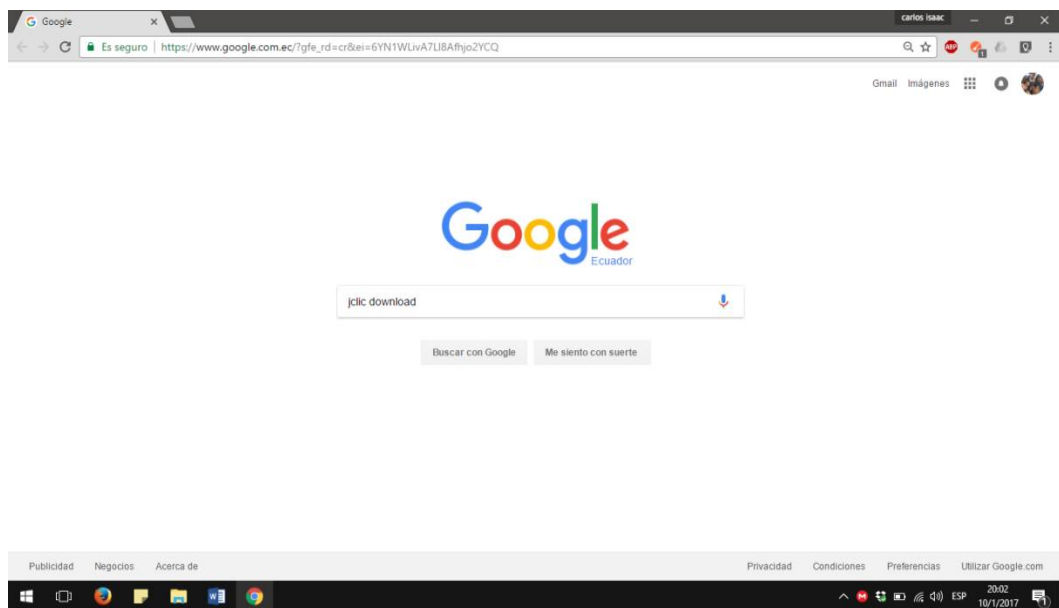 Google
carlos isaac
Es seguro | https://www.google.com.ec/?gfe_rd=cr&ei=6YN1WLivA7LI8Afhjo2YCQ
ABP
1
Gmail Imágenes
Google
Ecuador
jclic download
Buscar con Google Me siento con suerte
Publicidad Negocios Acerca de Privacidad Condiciones Preferencias Utilizar Google.com
ESP 20:02
10/1/2017